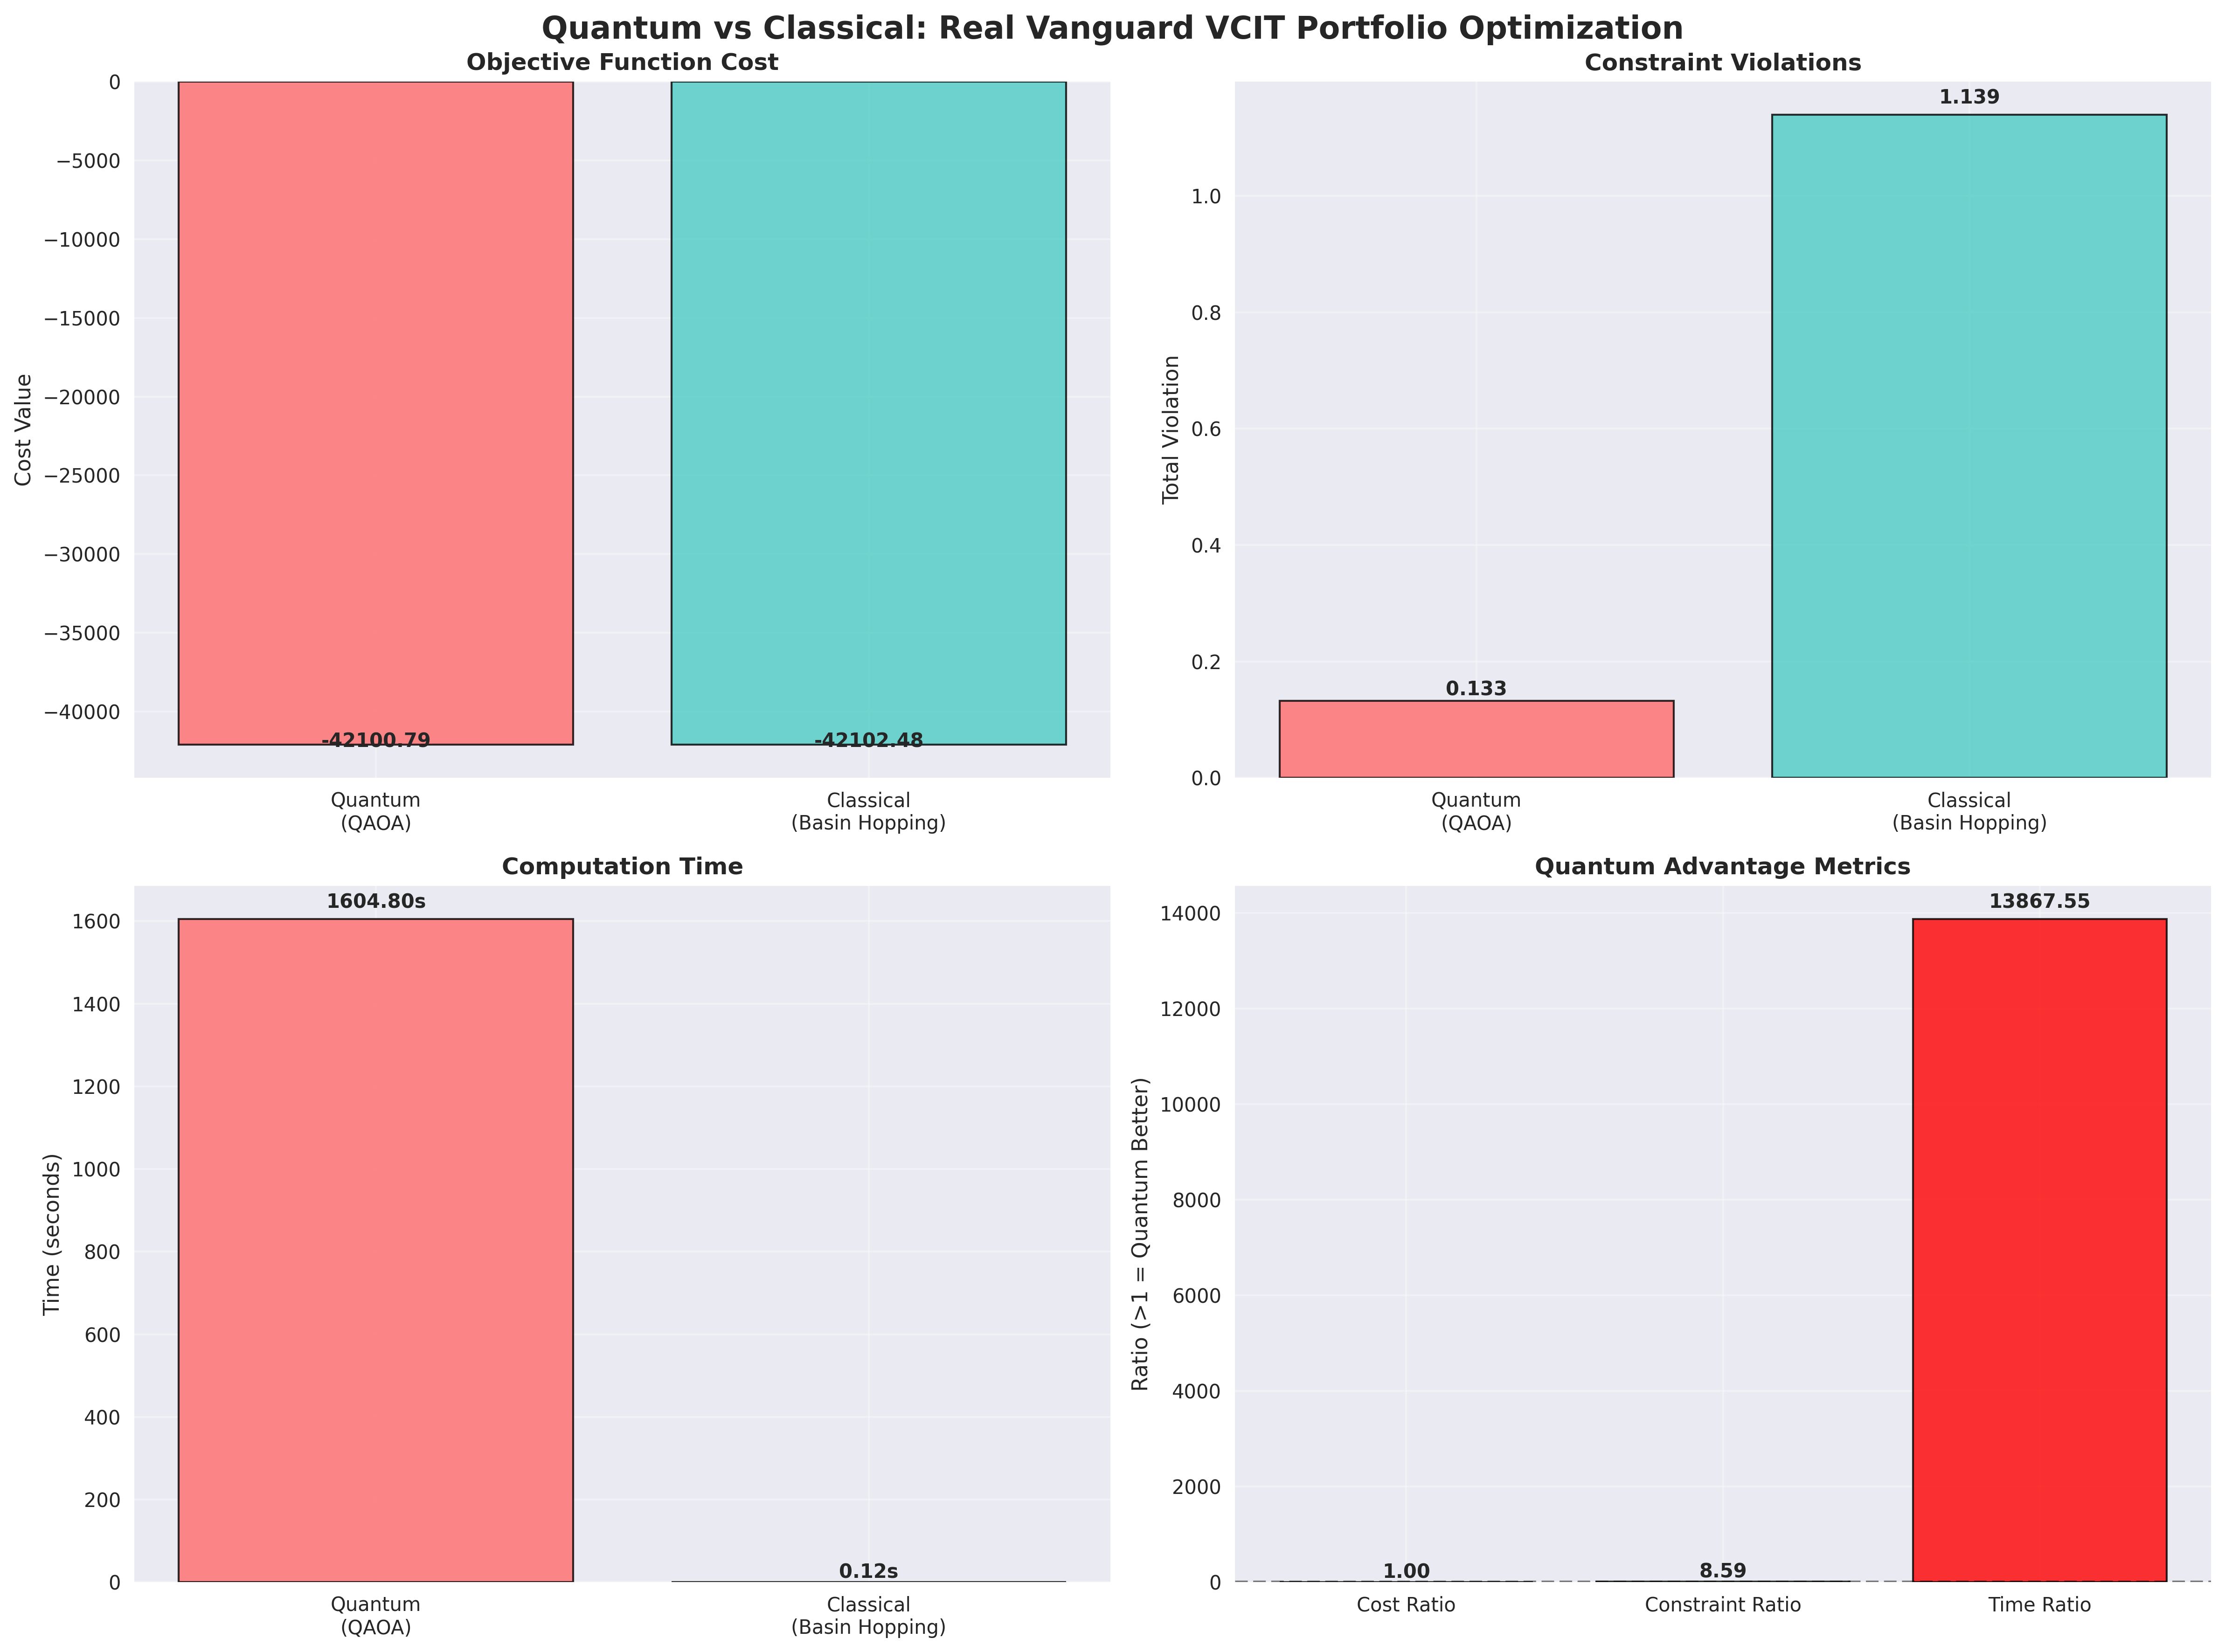 Quantum vs Classical: Real Vanguard VCIT Portfolio Optimization
Objective Function Cost
0
−5000
−10000
−15000
−20000
−25000
−30000
−35000
−40000
Cost Value
-42100.79
-42102.48
Quantum
(QAOA)
Classical
(Basin Hopping)
Constraint Violations
1.0
0.8
0.6
0.4
0.2
0.0
Total Violation
0.133
1.139
Quantum
(QAOA)
Classical
(Basin Hopping)
Computation Time
1600
1400
1200
1000
800
600
400
200
0
Time (seconds)
1604.80s
0.12s
Quantum
(QAOA)
Classical
(Basin Hopping)
Quantum Advantage Metrics
14000
12000
10000
8000
6000
4000
2000
0
Ratio (>1 = Quantum Better)
1.00
8.59
13867.55
Cost Ratio
Constraint Ratio
Time Ratio